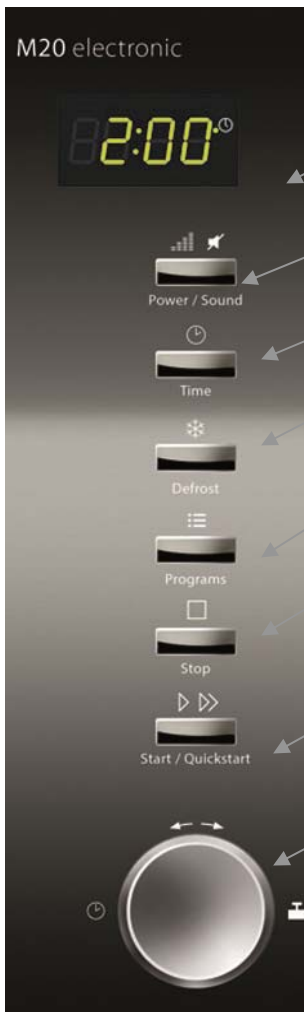 M20 electronic
2:00
Power / Sound
Time
Defrost
Programs
Stop
Start / Quickstart